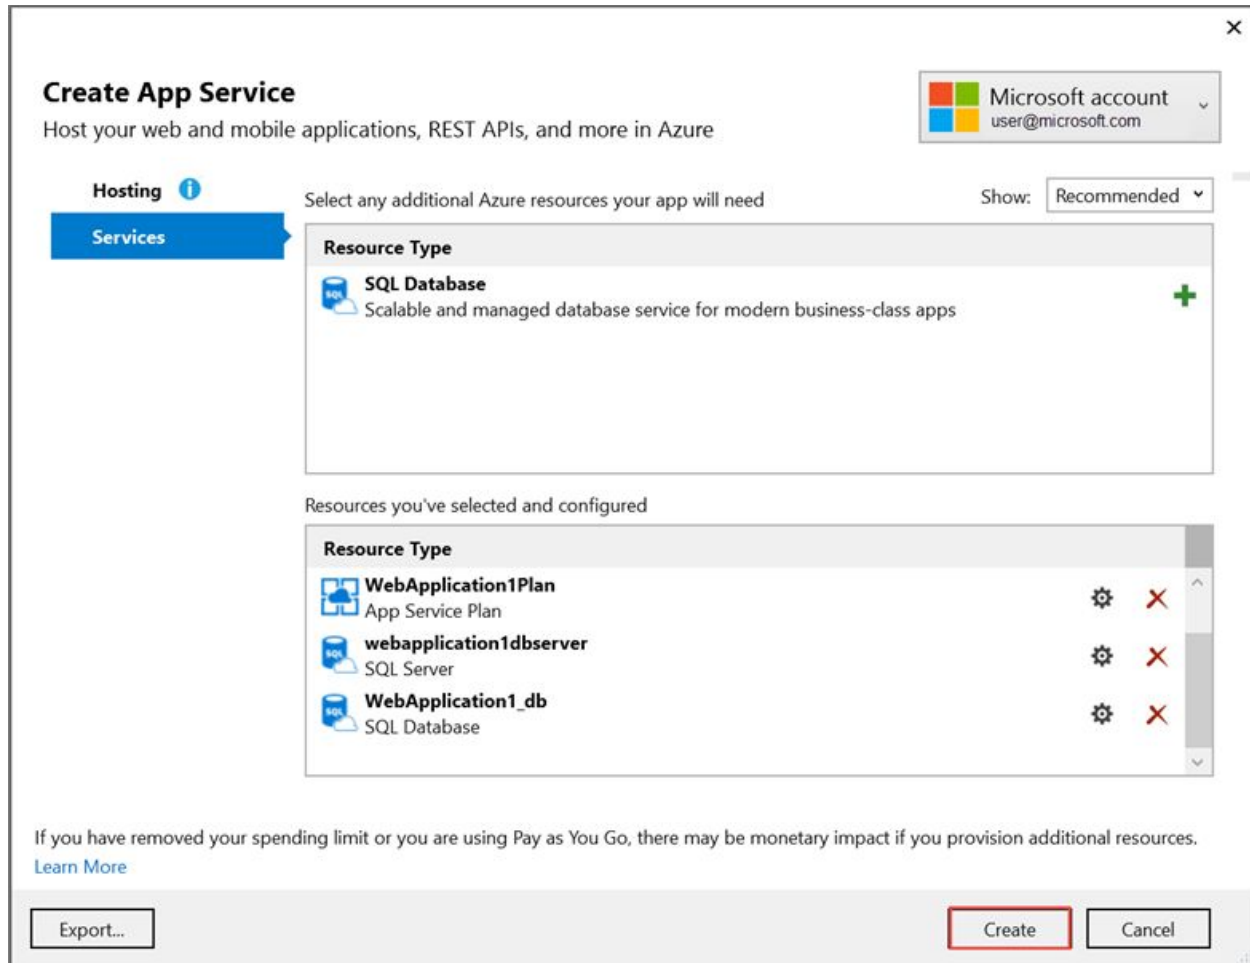 Create App Service
Host your web and mobile applications, REST APIs, and more in Azure
Microsoft account
user@microsoft.com
Hosting
Services
Select any additional Azure resources your app will need
Show: Recommended
Resource Type
SQL Database
Scalable and managed database service for modern business-class apps
Resources you've selected and configured
Resource Type
WebApplication1Plan
App Service Plan
webapplication1dbserver
SQL Server
WebApplication1_db
SQL Database
If you have removed your spending limit or you are using Pay as You Go, there may be monetary impact if you provision additional resources.
Learn More
Export...
Create
Cancel